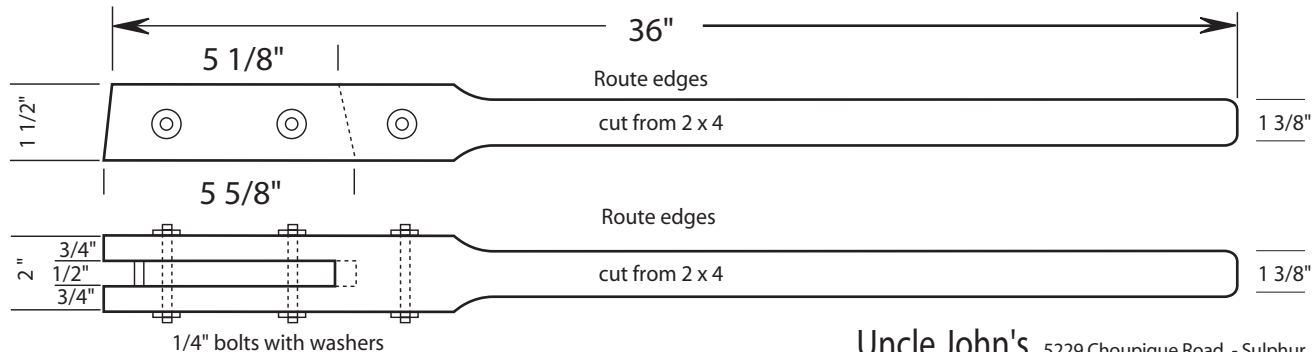 36"
5 1/8"
Route edges
1 1/2"
cut from 2 x 4
1 3/8"
5 5/8"
Route edges
2"
3/4"
1/2"
3/4"
cut from 2 x 4
1 3/8"
1/4" bolts with washers
Uncle John's 5229 Choupique Road - Sulphur